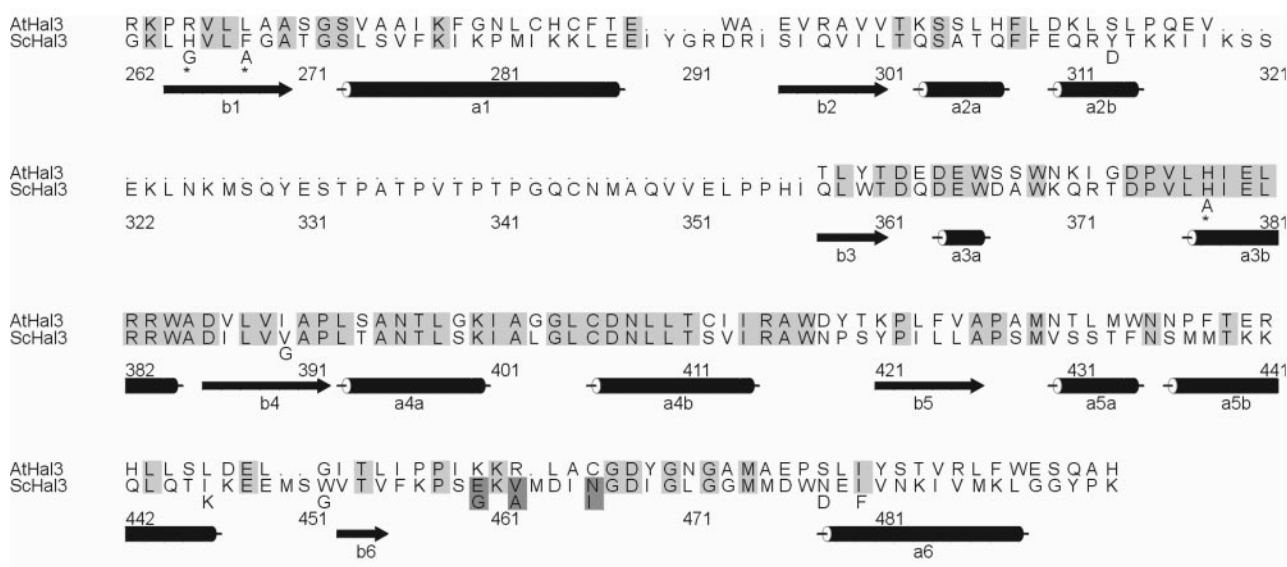 AtHal3 R K P R V L L A A S G S V A A I K F G N L C H C F T E . . . . W A . E V R A V V T K S S L H F L D K L S L P Q E V . . .
ScHal3 G K L H V L F G A T G S L S V F K I K P M I K K L E E I Y G R D R I S I Q V I L T Q S A T Q F F E Q R Y T K K I I K S S
G A D
* *
262 271 281 291 301 311 321
b1 a1 b2 a2a a2b
AtHal3 . . . . . . . . . . . . . . . . . . . . . . . . . . . . . . . . . . . . T L Y T D E D E W S S W N K I G D P V L H I E L
ScHal3 E K L N K M S Q Y E S T P A T P V T P T P G Q C N M A Q V V E L P P H I Q L W T D Q D E W D A W K Q R T D P V L H I E L
A
*
322 331 341 351 361 371 381
b3 a3a a3b
AtHal3 R R W A D V L V I A P L S A N T L G K I A G G L C D N L L T C I I R A W D Y T K P L F V A P A M N T L M W N N P F T E R
ScHal3 R R W A D I L V V A P L T A N T L S K I A L G L C D N L L T S V I R A W N P S Y P I L L A P S M V S S T F N S M M T K K
G
382 391 401 411 421 431 441
b4 a4a a4b b5 a5a a5b
AtHal3 H L L S L D E L . . G I T L I P P I K K R . L A C G D Y G N G A M A E P S L I Y S T V R L F W E S Q A H
ScHal3 Q L Q T I K E E M S W V T V F K P S E K V M D I N G D I G L G G M M D W N E I V N K I V M K L G G Y P K
K G G A I D F
442 451 461 471 481
b6 a6